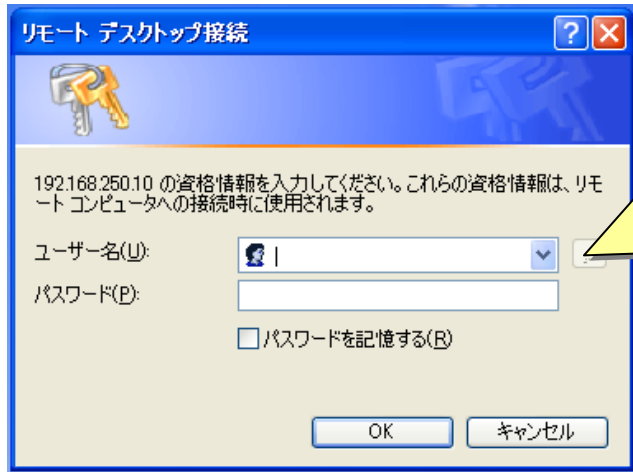 リモート デスクトップ接続
192.168.250.10 の資格情報を入力してください。これらの資格情報は、リモ
ート コンピュータへの接続時に使用されます。
ユーザー名(U):
パスワード(P):
パスワードを記憶する(R)
OK キャンセル